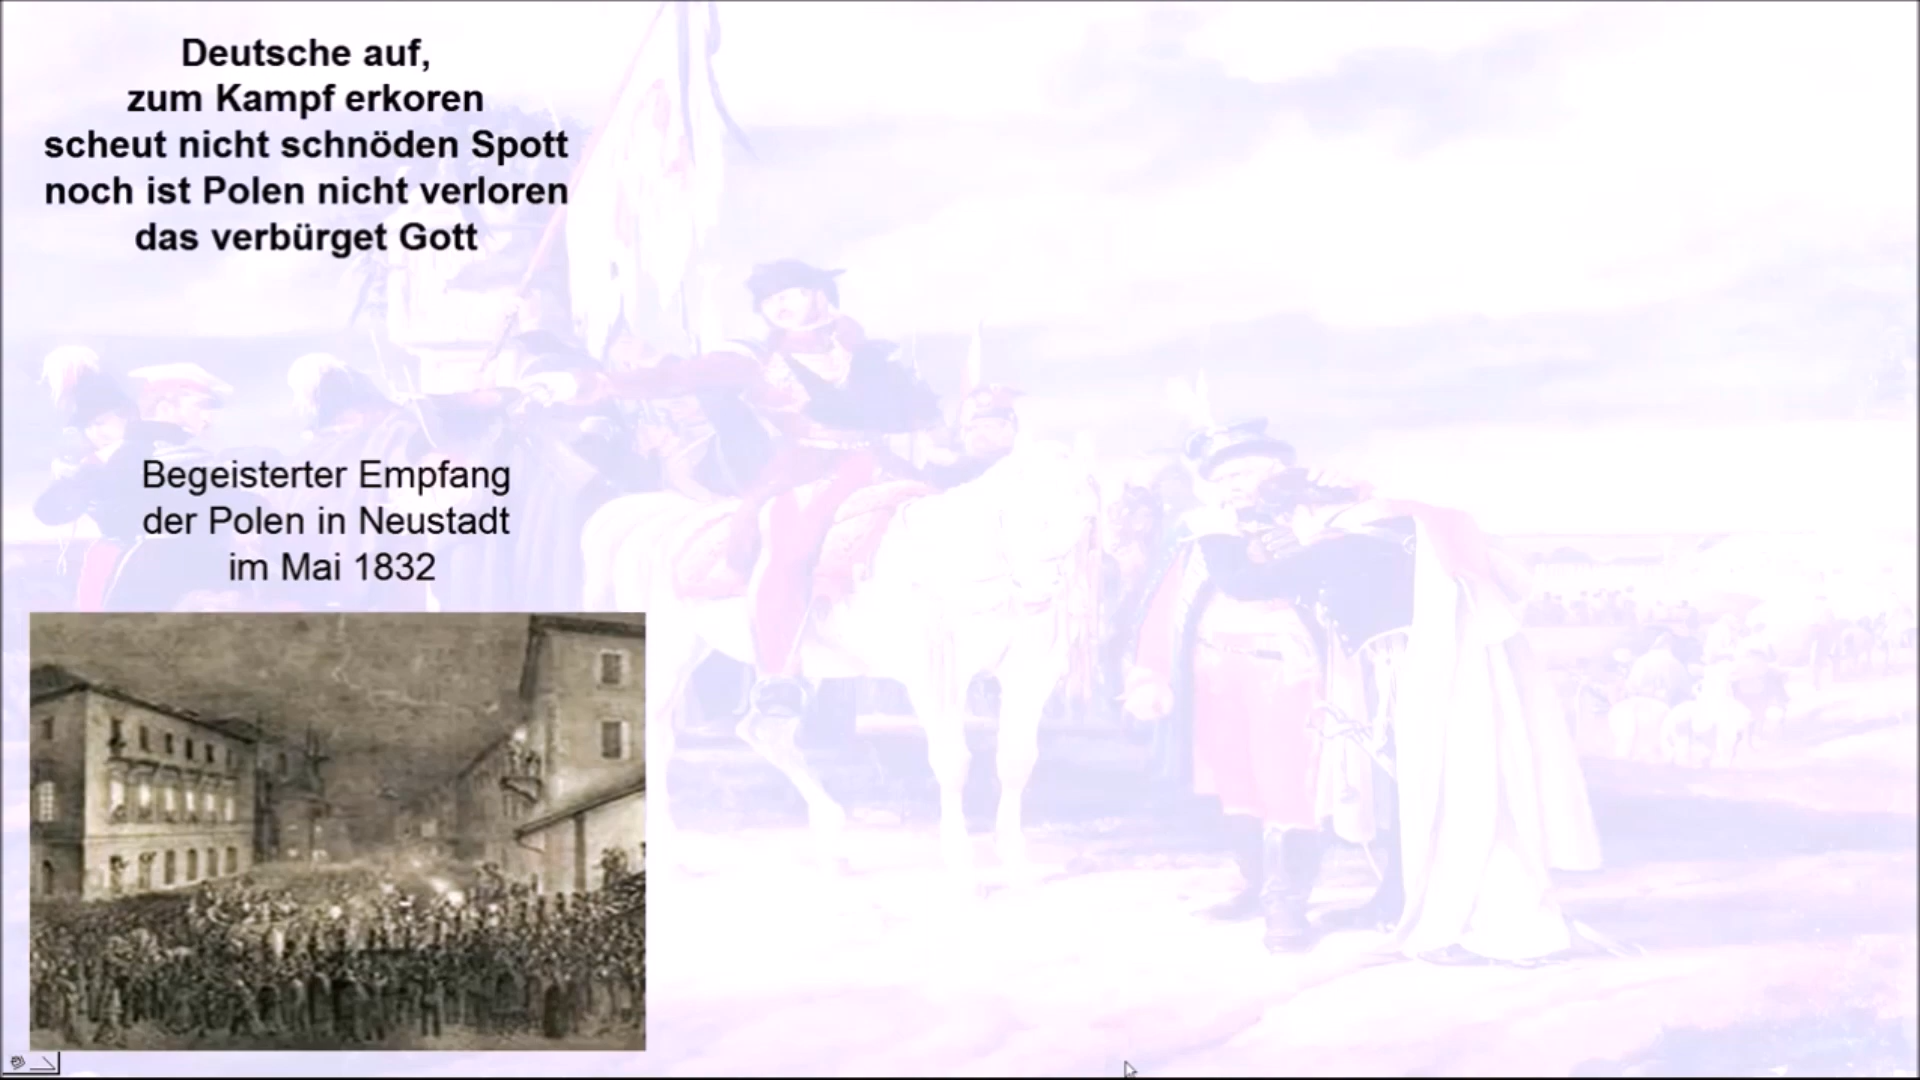 Deutsche auf,
zum Kampf erkoren
scheut nicht schnöden Spott
noch ist Polen nicht verloren
das verbürget Gott
Begeisterter Empfang
der Polen in Neustadt
im Mai 1832